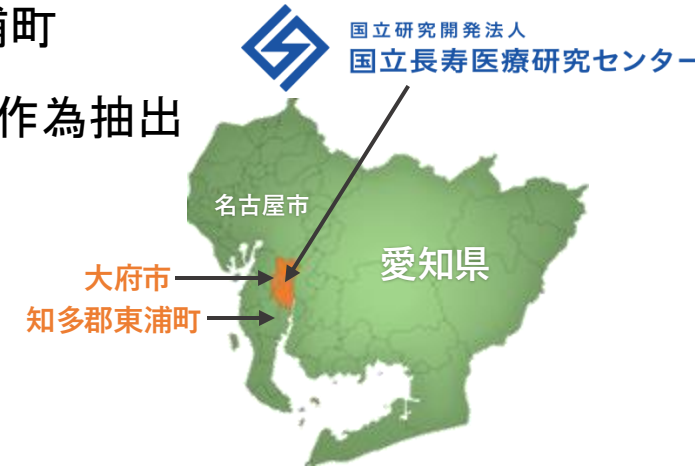 浦町
作為抽出
国立研究開発法人
国立長寿医療研究センター
名古屋市
愛知県
大府市
知多郡東浦町